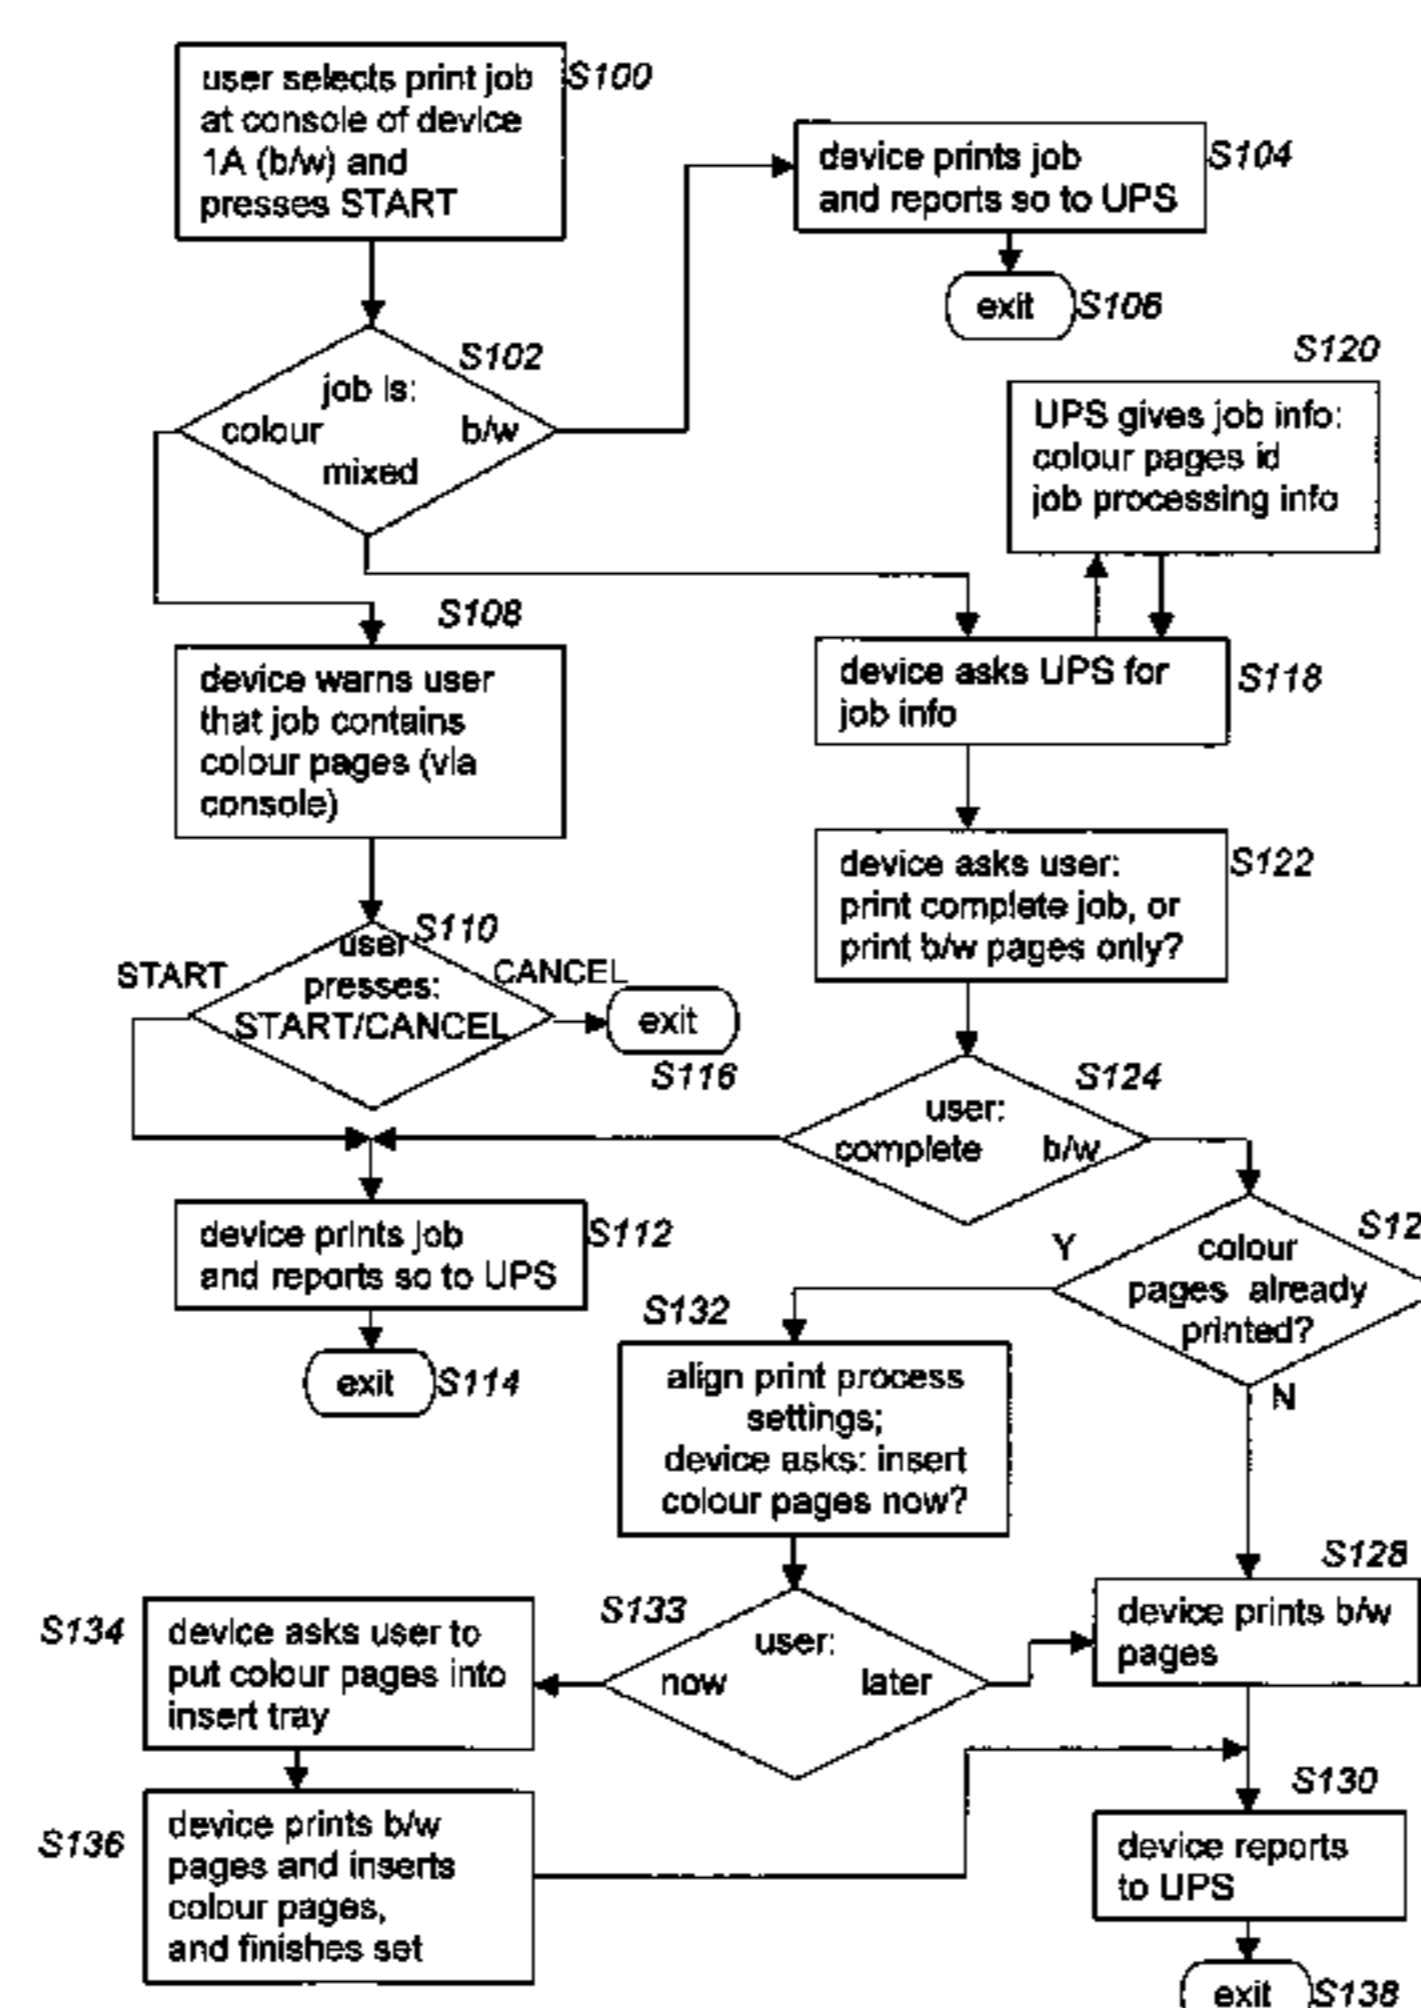 user selects print job
at console of device
1A (b/w) and
presses START
S100
device prints job
and reports so to UPS
S104
exit
S106
S102
job is:
colour b/w
mixed
S120
UPS gives job info:
colour pages id
job processing info
S108
device warns user
that job contains
colour pages (via
console)
device asks UPS for
job info
S118
device asks user:
print complete job, or
print b/w pages only?
S122
S110
user
presses:
START/CANCEL
START
CANCEL
exit
S116
S124
user:
complete b/w
device prints job
and reports so to UPS
S112
exit
S114
S12
Y
colour
pages already
printed?
N
S132
align print process
settings;
device asks: insert
colour pages now?
S128
device prints b/w
pages
S133
user:
now later
S134
device asks user to
put colour pages into
insert tray
S136
device prints b/w
pages and inserts
colour pages,
and finishes set
S130
device reports
to UPS
exit
S138